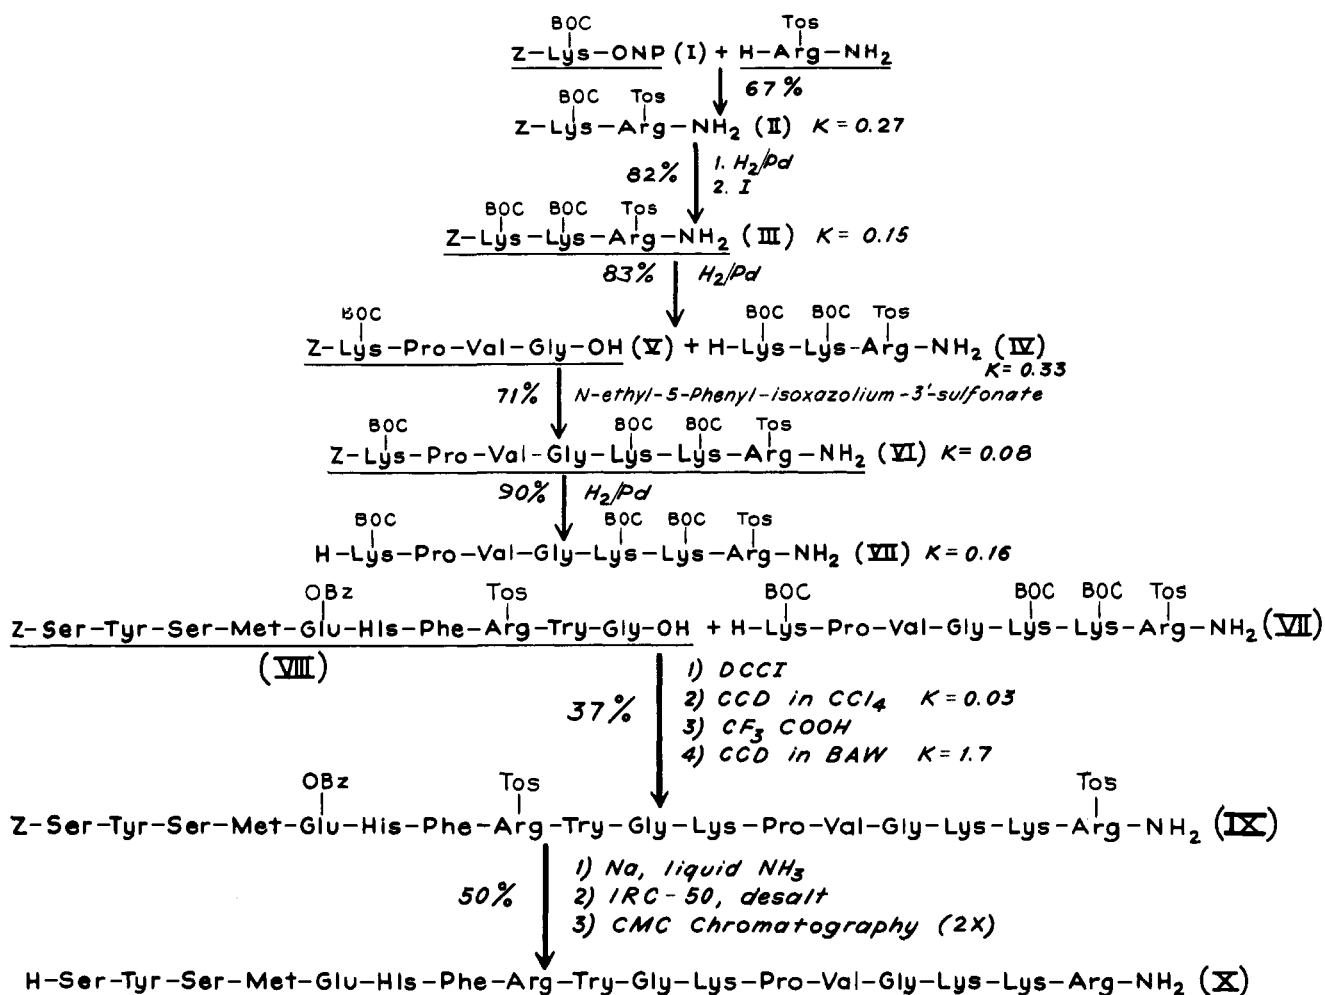 BOC Tos
Z-Lys-ONP (I) + H-Arg-NH2
67%
BOC Tos
Z-Lys-Arg-NH2 (II) K = 0.27
82% 1. H2/Pd
2. I
BOC BOC Tos
Z-Lys-Lys-Arg-NH2 (III) K = 0.15
83% H2/Pd
BOC BOC BOC Tos
Z-Lys-Pro-Val-Gly-OH (V) + H-Lys-Lys-Arg-NH2 (IV)
K = 0.33
71% N-ethyl-5-Phenyl-isoxazolium-3'-sulfonate
BOC BOC BOC Tos
Z-Lys-Pro-Val-Gly-Lys-Lys-Arg-NH2 (VI) K = 0.08
90% H2/Pd
BOC BOC BOC Tos
H-Lys-Pro-Val-Gly-Lys-Lys-Arg-NH2 (VII) K = 0.16
OBz Tos BOC BOC BOC Tos
Z-Ser-Tyr-Ser-Met-Glu-His-Phe-Arg-Try-Gly-OH + H-Lys-Pro-Val-Gly-Lys-Lys-Arg-NH2 (VII)
(VIII)
1) DCCI
37% 2) CCD in CCl4 K = 0.03
3) CF3 COOH
4) CCD in BAW K = 1.7
OBz Tos Tos
Z-Ser-Tyr-Ser-Met-Glu-His-Phe-Arg-Try-Gly-Lys-Pro-Val-Gly-Lys-Lys-Arg-NH2 (IX)
1) Na, liquid NH3
50% 2) IRC-50, desalt
3) CMC Chromatography (2X)
H-Ser-Tyr-Ser-Met-Glu-His-Phe-Arg-Try-Gly-Lys-Pro-Val-Gly-Lys-Lys-Arg-NH2 (X)